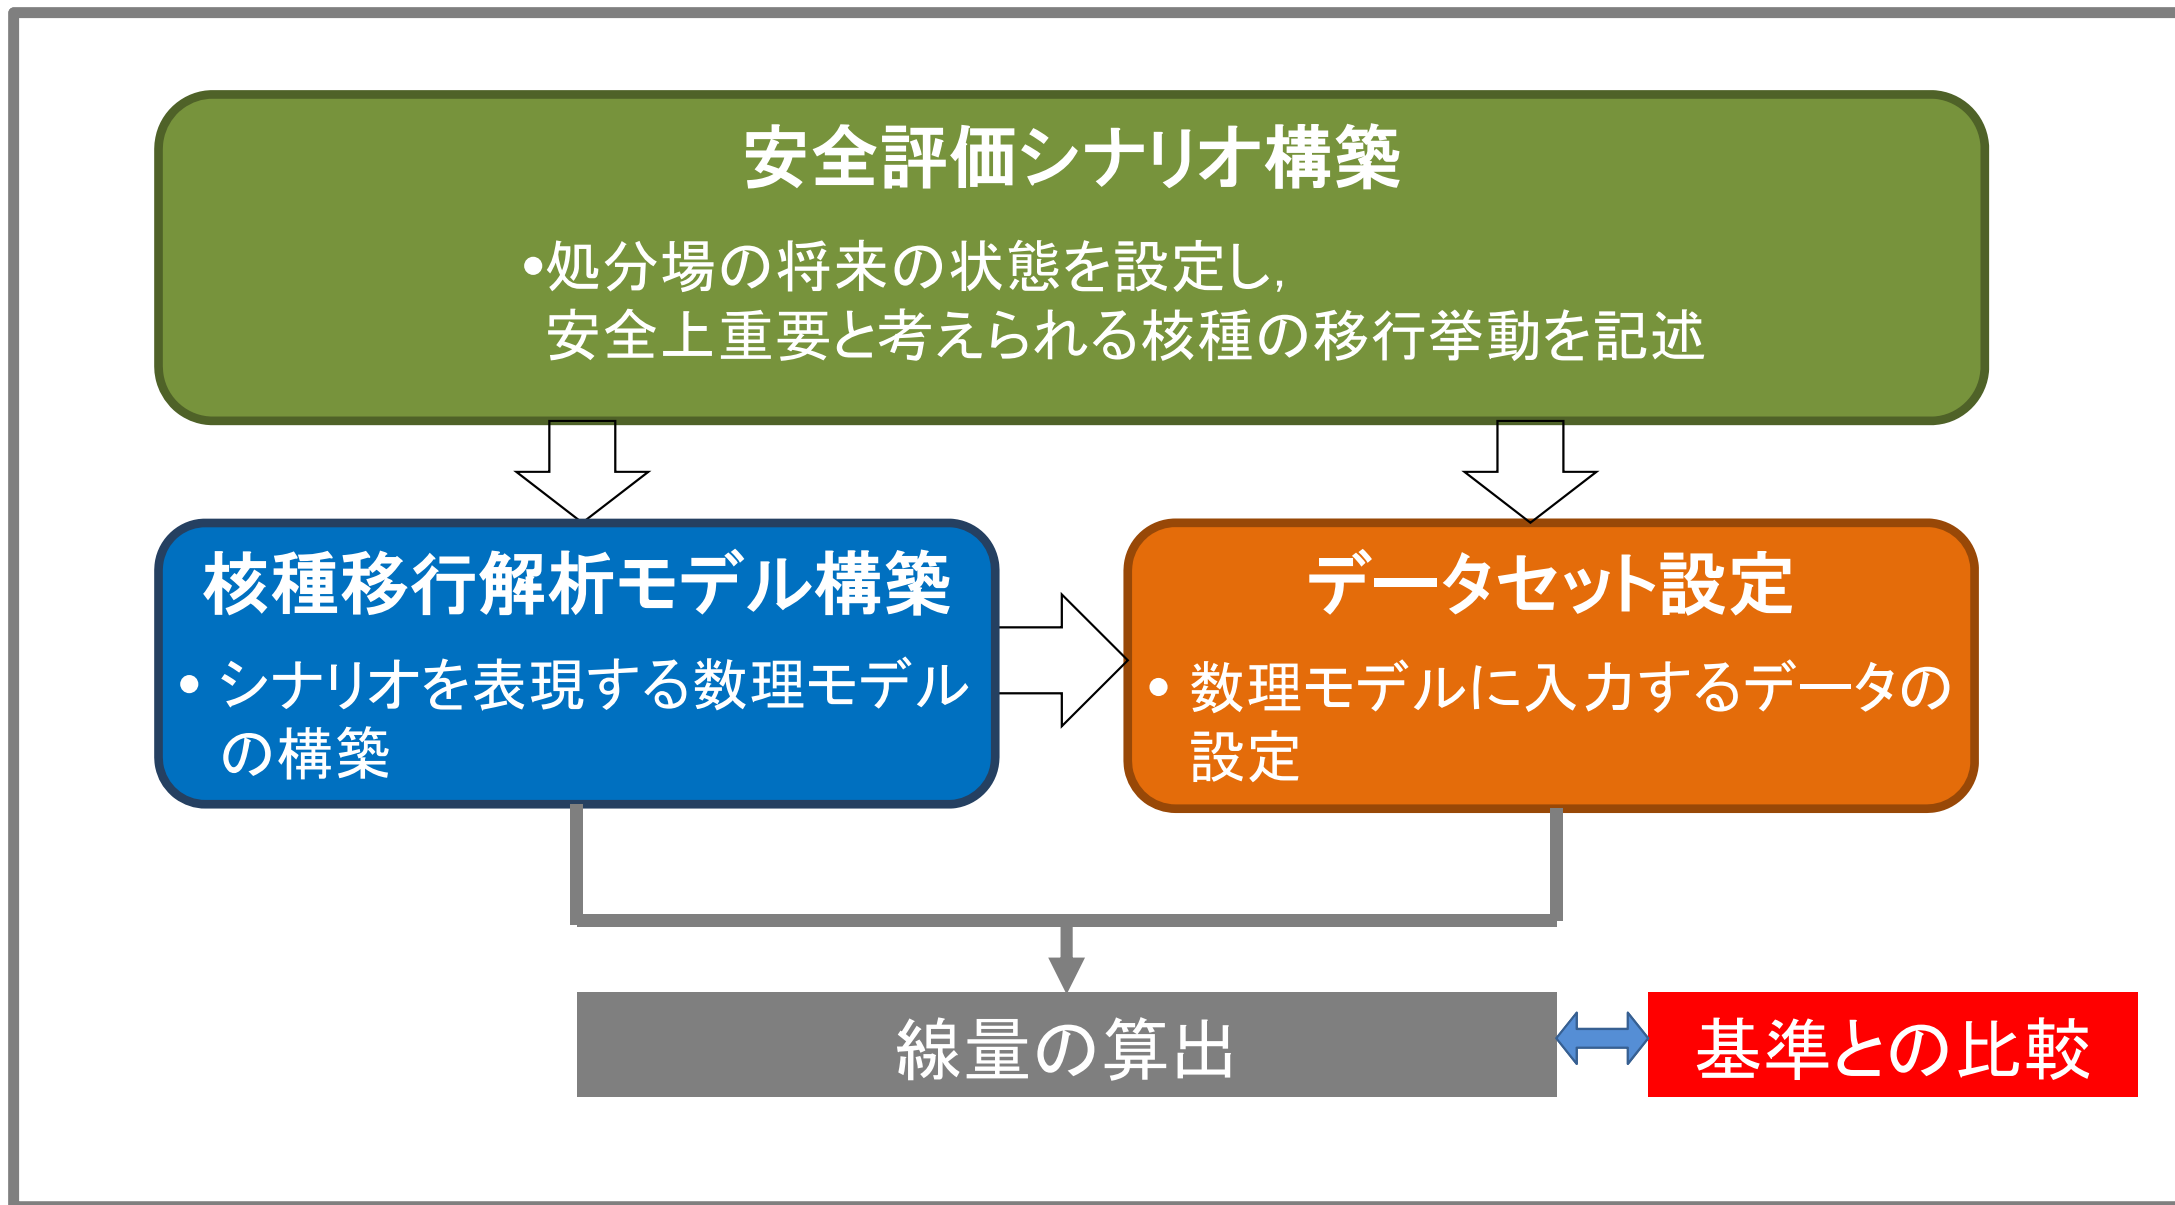 安全評価シナリオ構築
•処分場の将来の状態を設定し,
安全上重要と考えられる核種の移行挙動を記述
核種移行解析モデル構築
• シナリオを表現する数理モデル
の構築
データセット設定
• 数理モデルに入力するデータの
設定
線量の算出
基準との比較